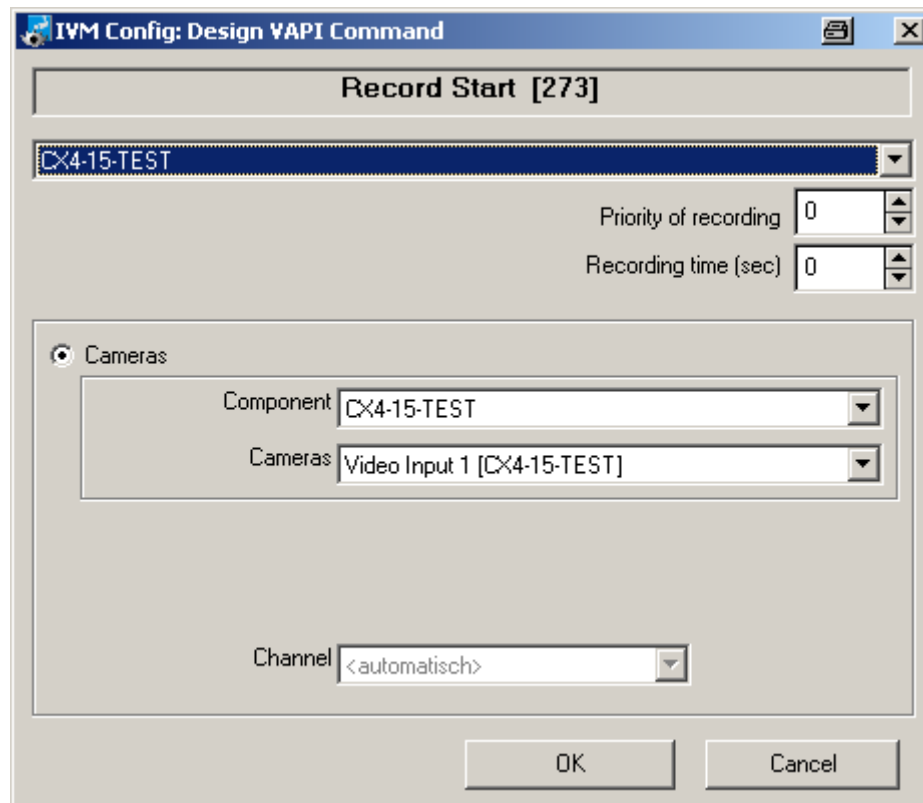 IVM Config: Design VAPI Command
Record Start [273]
CX4-15-TEST
Priority of recording 0
Recording time (sec) 0
Cameras
Component CX4-15-TEST
Cameras Video Input 1 [CX4-15-TEST]
Channel <automatisch>
OK Cancel